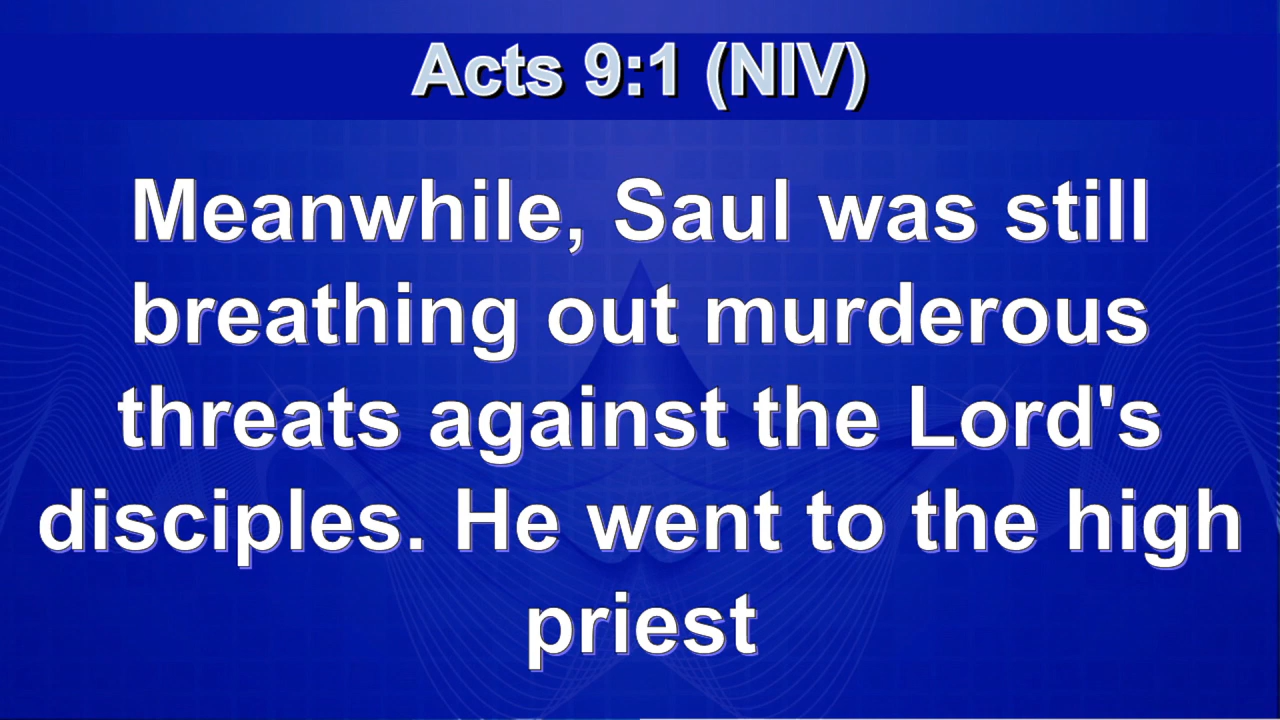 Acts 9:1 (NIV)
Meanwhile, Saul was still
breathing out murderous
threats against the Lord's
disciples. He went to the high
priest